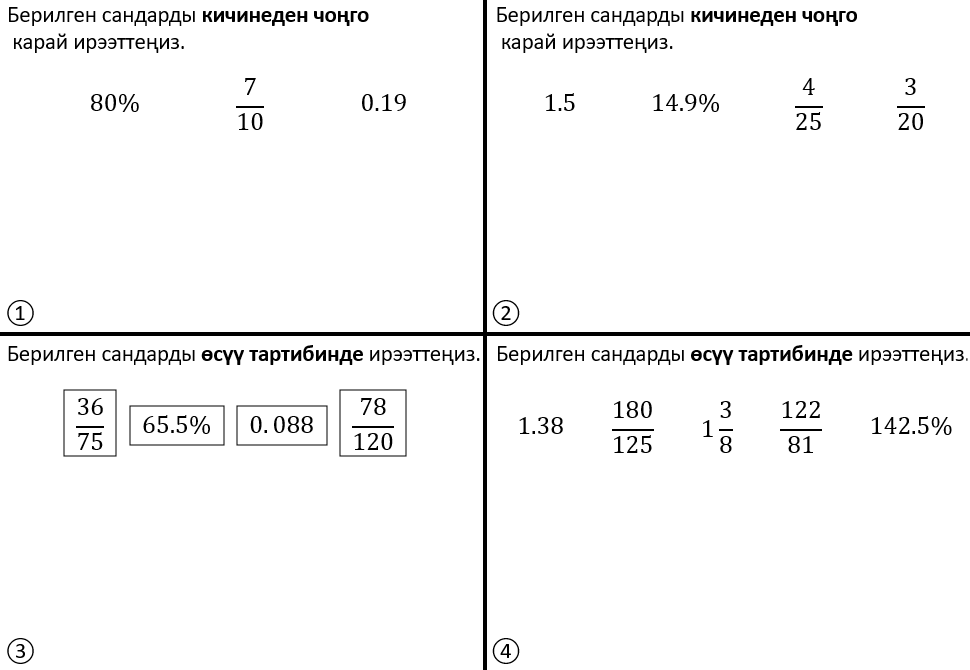 Берилген сандарды кичинеден чоңго
карай ирээттеңиз.
80% 7/10 0.19
①
Берилген сандарды кичинеден чоңго
карай ирээттеңиз.
1.5 14.9% 4/25 3/20
②
Берилген сандарды өсүү тартибинде ирээттеңиз.
36/75 65.5% 0.088 78/120
③
Берилген сандарды өсүү тартибинде ирээттеңиз.
1.38 180/125 1 3/8 122/81 142.5%
④